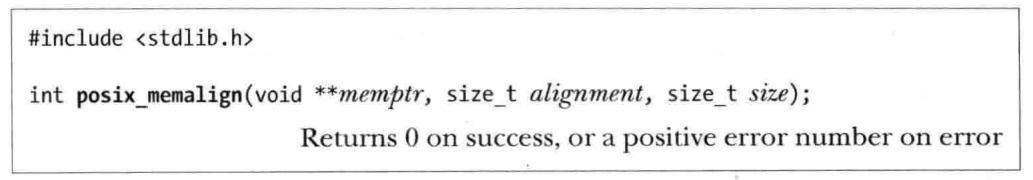 #include <stdlib.h>
int posix_memalign(void **memptr, size_t alignment, size_t size);
Returns 0 on success, or a positive error number on error